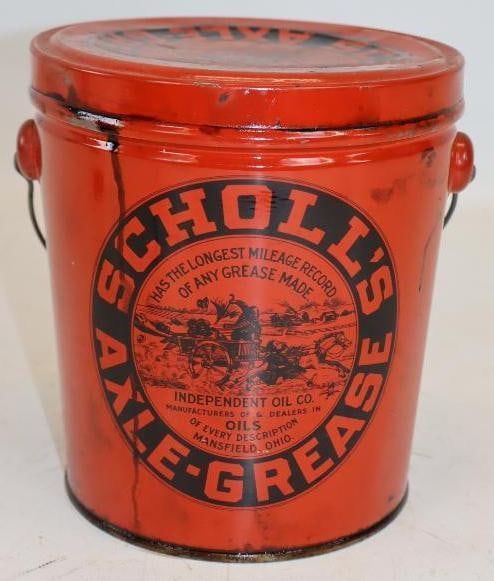 SCHOLL'S
HAS THE LONGEST MILEAGE RECORD
OF ANY GREASE MADE
INDEPENDENT OIL CO.
MANUFACTURERS OF & DEALERS IN
OILS
OF EVERY DESCRIPTION
MANSFIELD, OHIO.
AXLE-GREASE